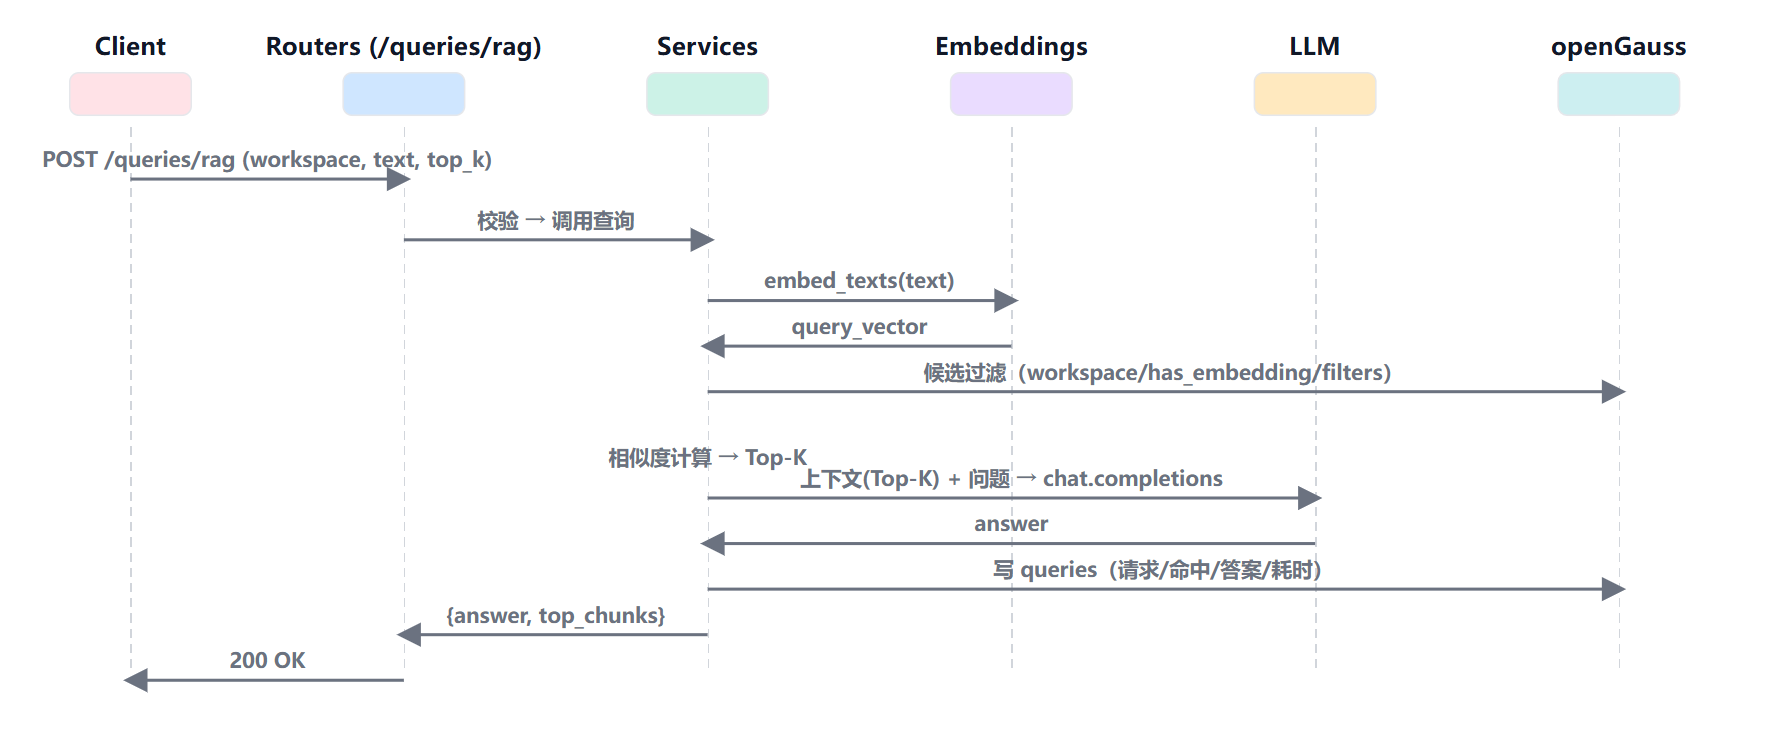 Client
Routers (/queries/rag)
Services
Embeddings
LLM
openGauss
POST /queries/rag (workspace, text, top_k)
校验 → 调用查询
embed_texts(text)
query_vector
候选过滤（workspace/has_embedding/filters）
相似度计算 → Top-K
上下文(Top-K) + 问题 → chat.completions
answer
写 queries（请求/命中/答案/耗时）
{answer, top_chunks}
200 OK